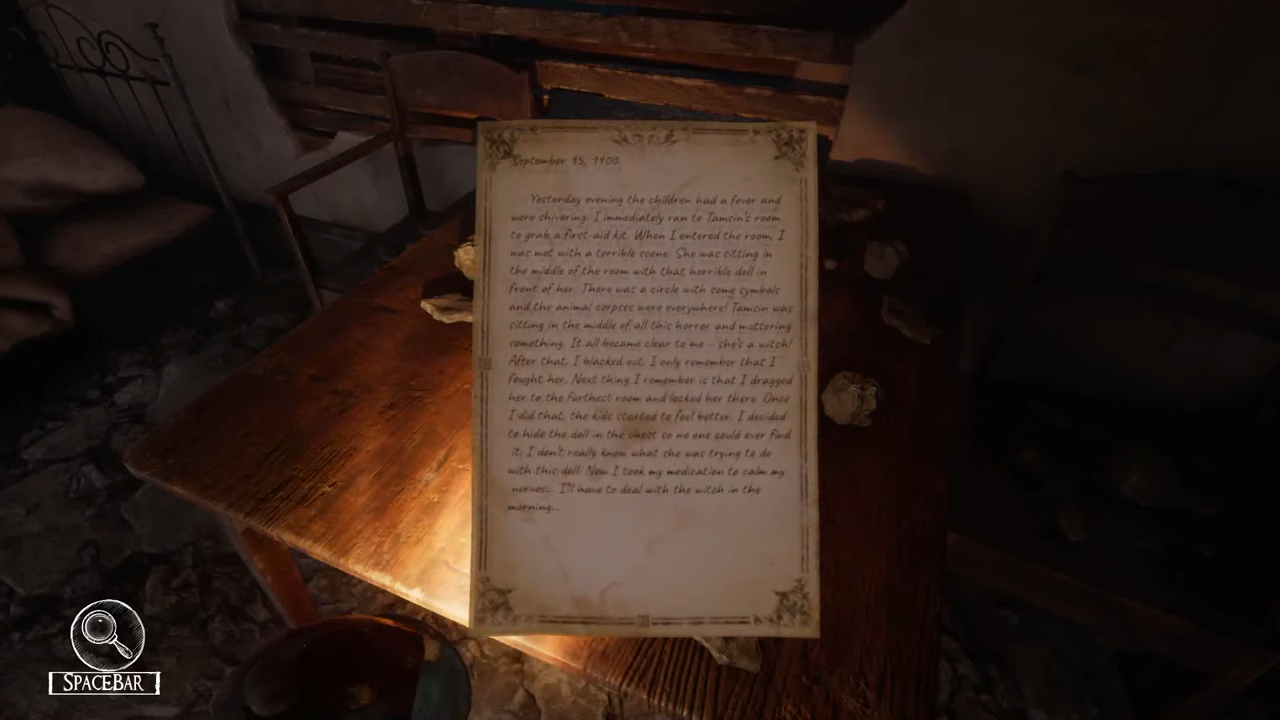 September 15, 1900.
Yesterday evening the children had a fever and
were shivering. I immediately ran to Tamsin's room
to grab a first-aid kit. When I entered the room, I
was met with a terrible scene: She was sitting in
the middle of the room with that horrible doll in
front of her. There was a circle with some symbols
and the animal corpses were everywhere! Tamsin was
sitting in the middle of all this horror and muttering
something. It all became clear to me - she's a witch!
After that, I blacked out. I only remember that I
fought her. Next thing I remember is that I dragged
her to the farthest room and locked her there. Once
I did that, the kids started to feel better. I decided
to hide the doll in the chest so no one could ever find
it. I don't really know what she was trying to do
with this doll. Now I took my medication to calm my
nerves... I'll have to deal with the witch in the
morning...
SPACEBAR